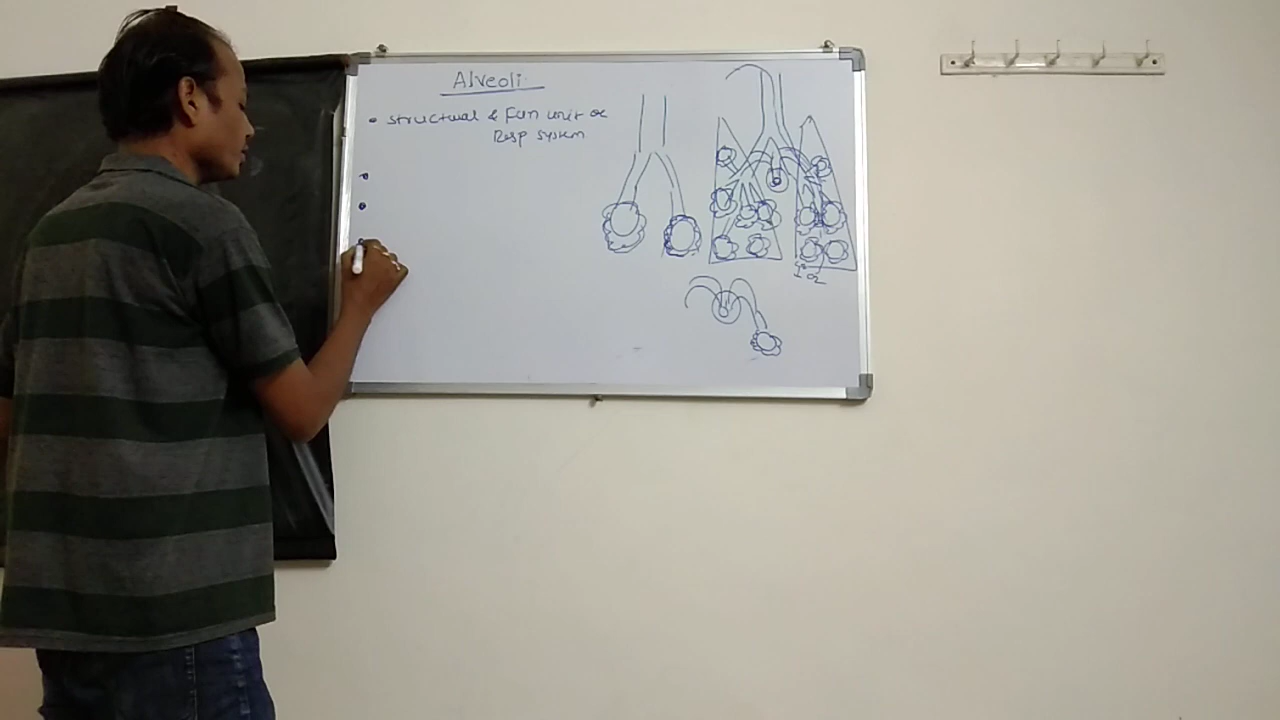 Alveoli
• Structural & Fun unit of
Resp system
•
•